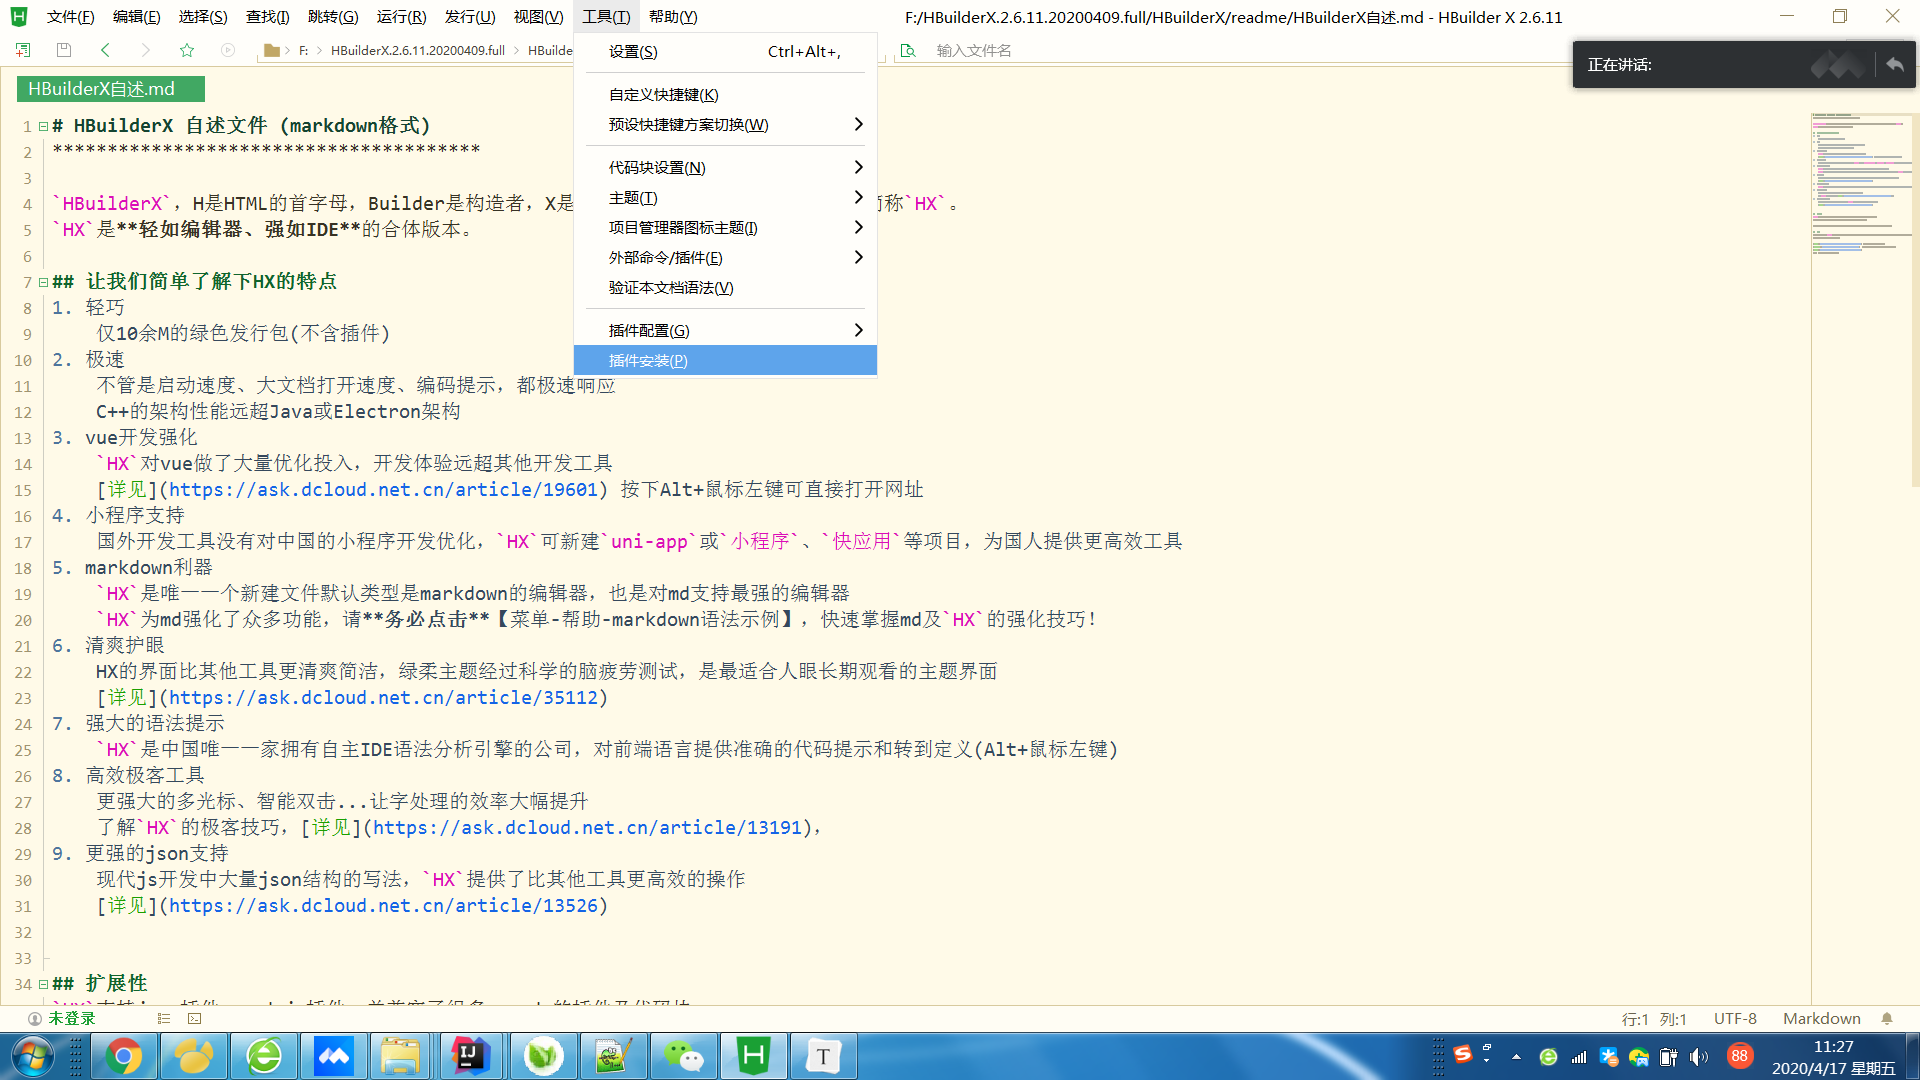 文件(F) 编辑(E) 选择(S) 查找(I) 跳转(G) 运行(R) 发行(U) 视图(V) 工具(T) 帮助(Y)
F:/HBuilderX.2.6.11.20200409.full/HBuilderX/readme/HBuilderX自述.md - HBuilder X 2.6.11
F: HBuilderX.2.6.11.20200409.full HBuilde
输入文件名
正在讲话:
设置(S) Ctrl+Alt+,
自定义快捷键(K)
预设快捷键方案切换(W)
代码块设置(N)
主题(T)
项目管理器图标主题(I)
外部命令/插件(E)
验证本文档语法(V)
插件配置(G)
插件安装(P)
HBuilderX自述.md
1 # HBuilderX 自述文件 (markdown格式)
2 ****************************************
3
4 `HBuilderX`，H是HTML的首字母，Builder是构造者，X是 简称`HX`。
5 `HX`是**轻如编辑器、强如IDE**的合体版本。
6
7 ## 让我们简单了解下HX的特点
8 1. 轻巧
9 仅10余M的绿色发行包(不含插件)
10 2. 极速
11 不管是启动速度、大文档打开速度、编码提示，都极速响应
12 C++的架构性能远超Java或Electron架构
13 3. vue开发强化
14 `HX`对vue做了大量优化投入，开发体验远超其他开发工具
15 [详见](https://ask.dcloud.net.cn/article/19601) 按下Alt+鼠标左键可直接打开网址
16 4. 小程序支持
17 国外开发工具没有对中国的小程序开发优化，`HX`可新建`uni-app`或`小程序`、`快应用`等项目，为国人提供更高效工具
18 5. markdown利器
19 `HX`是唯一一个新建文件默认类型是markdown的编辑器，也是对md支持最强的编辑器
20 `HX`为md强化了众多功能，请**务必点击**【菜单-帮助-markdown语法示例】，快速掌握md及`HX`的强化技巧！
21 6. 清爽护眼
22 HX的界面比其他工具更清爽简洁，绿柔主题经过科学的脑疲劳测试，是最适合人眼长期观看的主题界面
23 [详见](https://ask.dcloud.net.cn/article/35112)
24 7. 强大的语法提示
25 `HX`是中国唯一一家拥有自主IDE语法分析引擎的公司，对前端语言提供准确的代码提示和转到定义(Alt+鼠标左键)
26 8. 高效极客工具
27 更强大的多光标、智能双击...让字处理的效率大幅提升
28 了解`HX`的极客技巧，[详见](https://ask.dcloud.net.cn/article/13191)，
29 9. 更强的json支持
30 现代js开发中大量json结构的写法，`HX`提供了比其他工具更高效的操作
31 [详见](https://ask.dcloud.net.cn/article/13526)
32
33
34 ## 扩展性
未登录
行:1 列:1 UTF-8 Markdown
88
11:27
2020/4/17 星期五